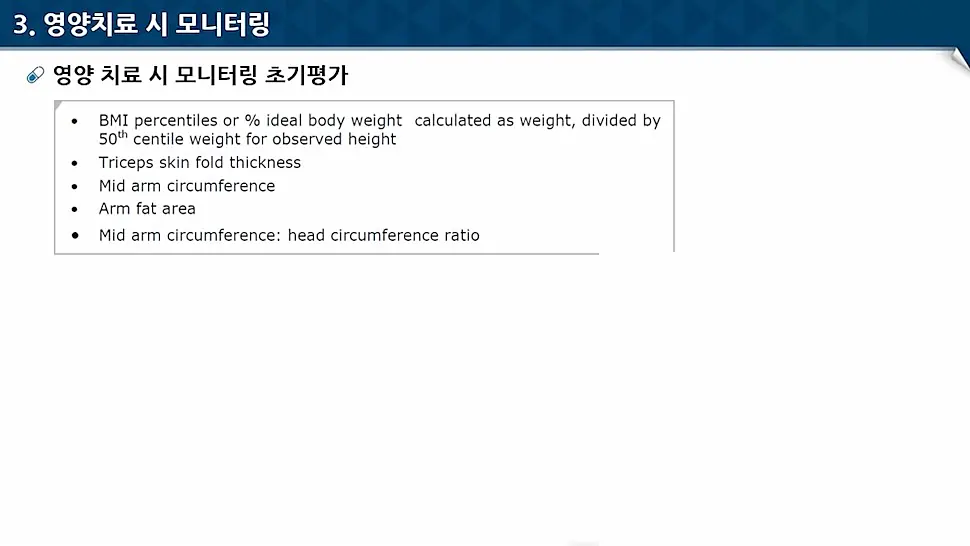 3. 영양치료 시 모니터링
영양 치료 시 모니터링 초기평가
• BMI percentiles or % ideal body weight calculated as weight, divided by
50th centile weight for observed height
• Triceps skin fold thickness
• Mid arm circumference
• Arm fat area
• Mid arm circumference: head circumference ratio